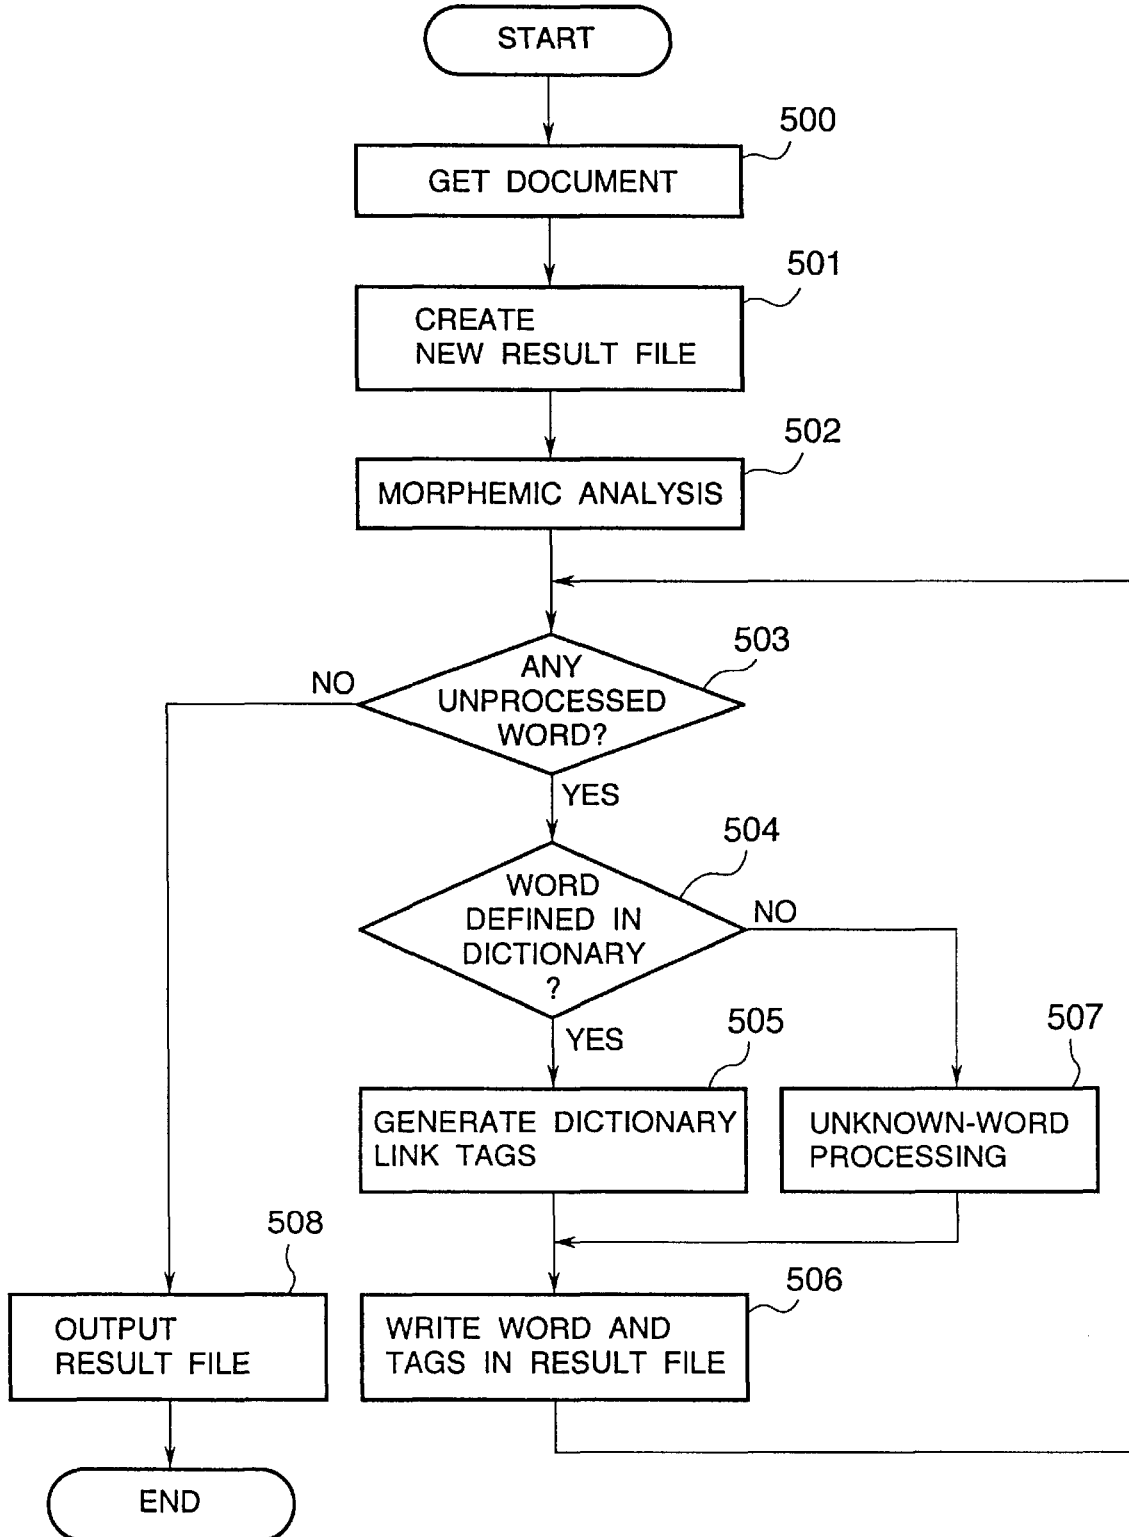 START
500
GET DOCUMENT
501
CREATE
NEW RESULT FILE
502
MORPHEMIC ANALYSIS
503
NO
ANY
UNPROCESSED
WORD?
YES
504
WORD
DEFINED IN
DICTIONARY
?
NO
YES
505
507
GENERATE DICTIONARY
LINK TAGS
UNKNOWN-WORD
PROCESSING
508
506
OUTPUT
RESULT FILE
WRITE WORD AND
TAGS IN RESULT FILE
END